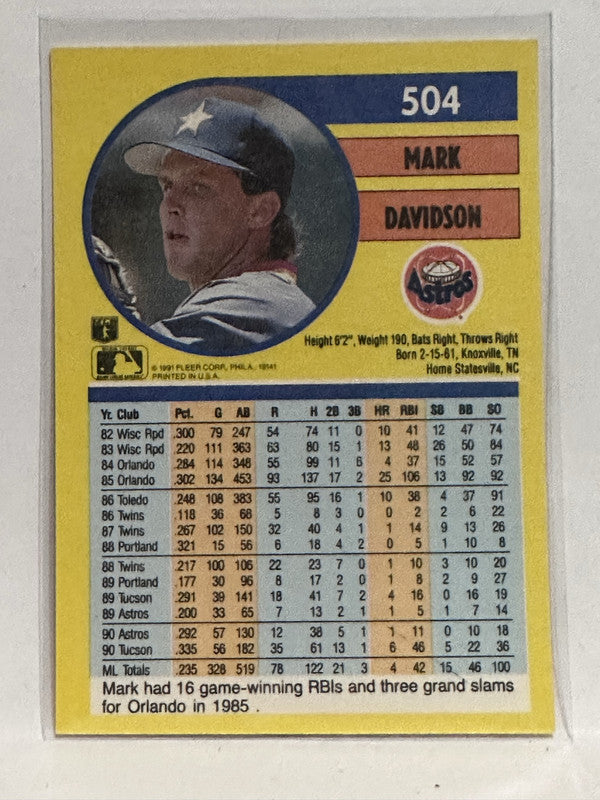 504
MARK
DAVIDSON
Astros
Height 6'2", Weight 190, Bats Right, Throws Right
Born 2-15-61, Knoxville, TN
Home Statesville, NC
© 1991 FLEER CORP., PHILA., 19141
PRINTED IN U.S.A.
Yr. Club Pct. G AB R H 2B 3B HR RBI SB BB SO
82 Wisc Rpd .300 79 247 54 74 11 0 10 41 12 47 74
83 Wisc Rpd .220 111 363 63 80 15 1 13 48 26 50 84
84 Orlando .284 114 348 55 99 11 6 4 37 15 52 57
85 Orlando .302 134 453 93 137 17 2 25 106 13 92 92
86 Toledo .248 108 383 55 95 16 1 10 38 4 37 91
86 Twins .118 36 68 5 8 3 0 0 2 2 6 22
87 Twins .267 102 150 32 40 4 1 1 14 9 13 26
88 Portland .321 15 56 6 18 4 2 0 5 1 10 8
88 Twins .217 100 106 22 23 7 0 1 10 3 10 20
89 Portland .177 30 96 8 17 2 0 1 8 2 9 27
89 Tucson .291 39 141 18 41 7 2 4 16 0 16 19
89 Astros .200 33 65 7 13 2 1 1 5 1 7 14
90 Astros .292 57 130 12 38 5 1 1 11 0 10 18
90 Tucson .335 56 182 35 61 13 1 6 46 5 22 36
ML Totals .235 328 519 78 122 21 3 4 42 15 46 100
Mark had 16 game-winning RBIs and three grand slams
for Orlando in 1985 .